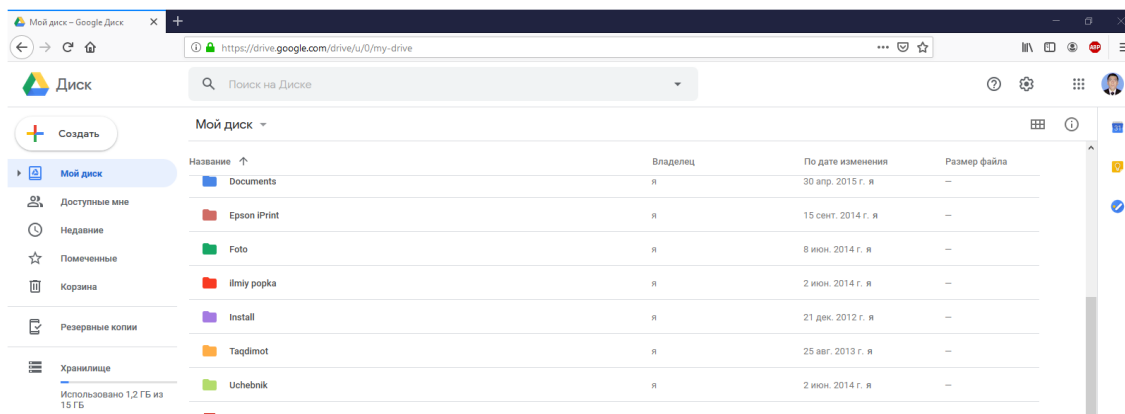 Мой диск – Google Диск
https://drive.google.com/drive/u/0/my-drive
ABP
Диск
Поиск на Диске
Создать
Мой диск
Название
Владелец
По дате изменения
Размер файла
Мой диск
Documents
я
30 апр. 2015 г. я
—
Доступные мне
Epson iPrint
я
15 сент. 2014 г. я
—
Недавние
Foto
я
8 июн. 2014 г. я
—
Помеченные
ilmiy popka
я
2 июн. 2014 г. я
—
Корзина
Install
я
21 дек. 2012 г. я
—
Резервные копии
Taqdimot
я
25 авг. 2013 г. я
—
Хранилище
Uchebnik
я
2 июн. 2014 г. я
—
Использовано 1,2 ГБ из
15 ГБ